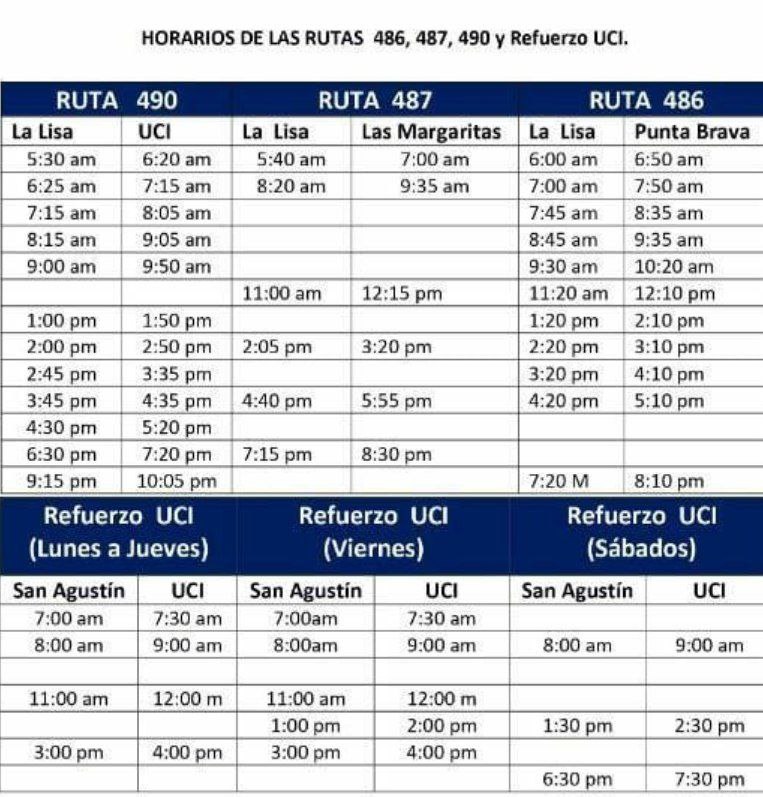 HORARIOS DE LAS RUTAS 486, 487, 490 y Refuerzo UCI.
RUTA 490 RUTA 487 RUTA 486
La Lisa UCI La Lisa Las Margaritas La Lisa Punta Brava
5:30 am 6:20 am 5:40 am 7:00 am 6:00 am 6:50 am
6:25 am 7:15 am 8:20 am 9:35 am 7:00 am 7:50 am
7:15 am 8:05 am 7:45 am 8:35 am
8:15 am 9:05 am 8:45 am 9:35 am
9:00 am 9:50 am 9:30 am 10:20 am
11:00 am 12:15 pm 11:20 am 12:10 pm
1:00 pm 1:50 pm 1:20 pm 2:10 pm
2:00 pm 2:50 pm 2:05 pm 3:20 pm 2:20 pm 3:10 pm
2:45 pm 3:35 pm 3:20 pm 4:10 pm
3:45 pm 4:35 pm 4:40 pm 5:55 pm 4:20 pm 5:10 pm
4:30 pm 5:20 pm
6:30 pm 7:20 pm 7:15 pm 8:30 pm
9:15 pm 10:05 pm 7:20 M 8:10 pm
Refuerzo UCI Refuerzo UCI Refuerzo UCI
(Lunes a Jueves) (Viernes) (Sábados)
San Agustín UCI San Agustín UCI San Agustín UCI
7:00 am 7:30 am 7:00am 7:30 am
8:00 am 9:00 am 8:00am 9:00 am 8:00 am 9:00 am
11:00 am 12:00 m 11:00 am 12:00 m
1:00 pm 2:00 pm 1:30 pm 2:30 pm
3:00 pm 4:00 pm 3:00 pm 4:00 pm
6:30 pm 7:30 pm